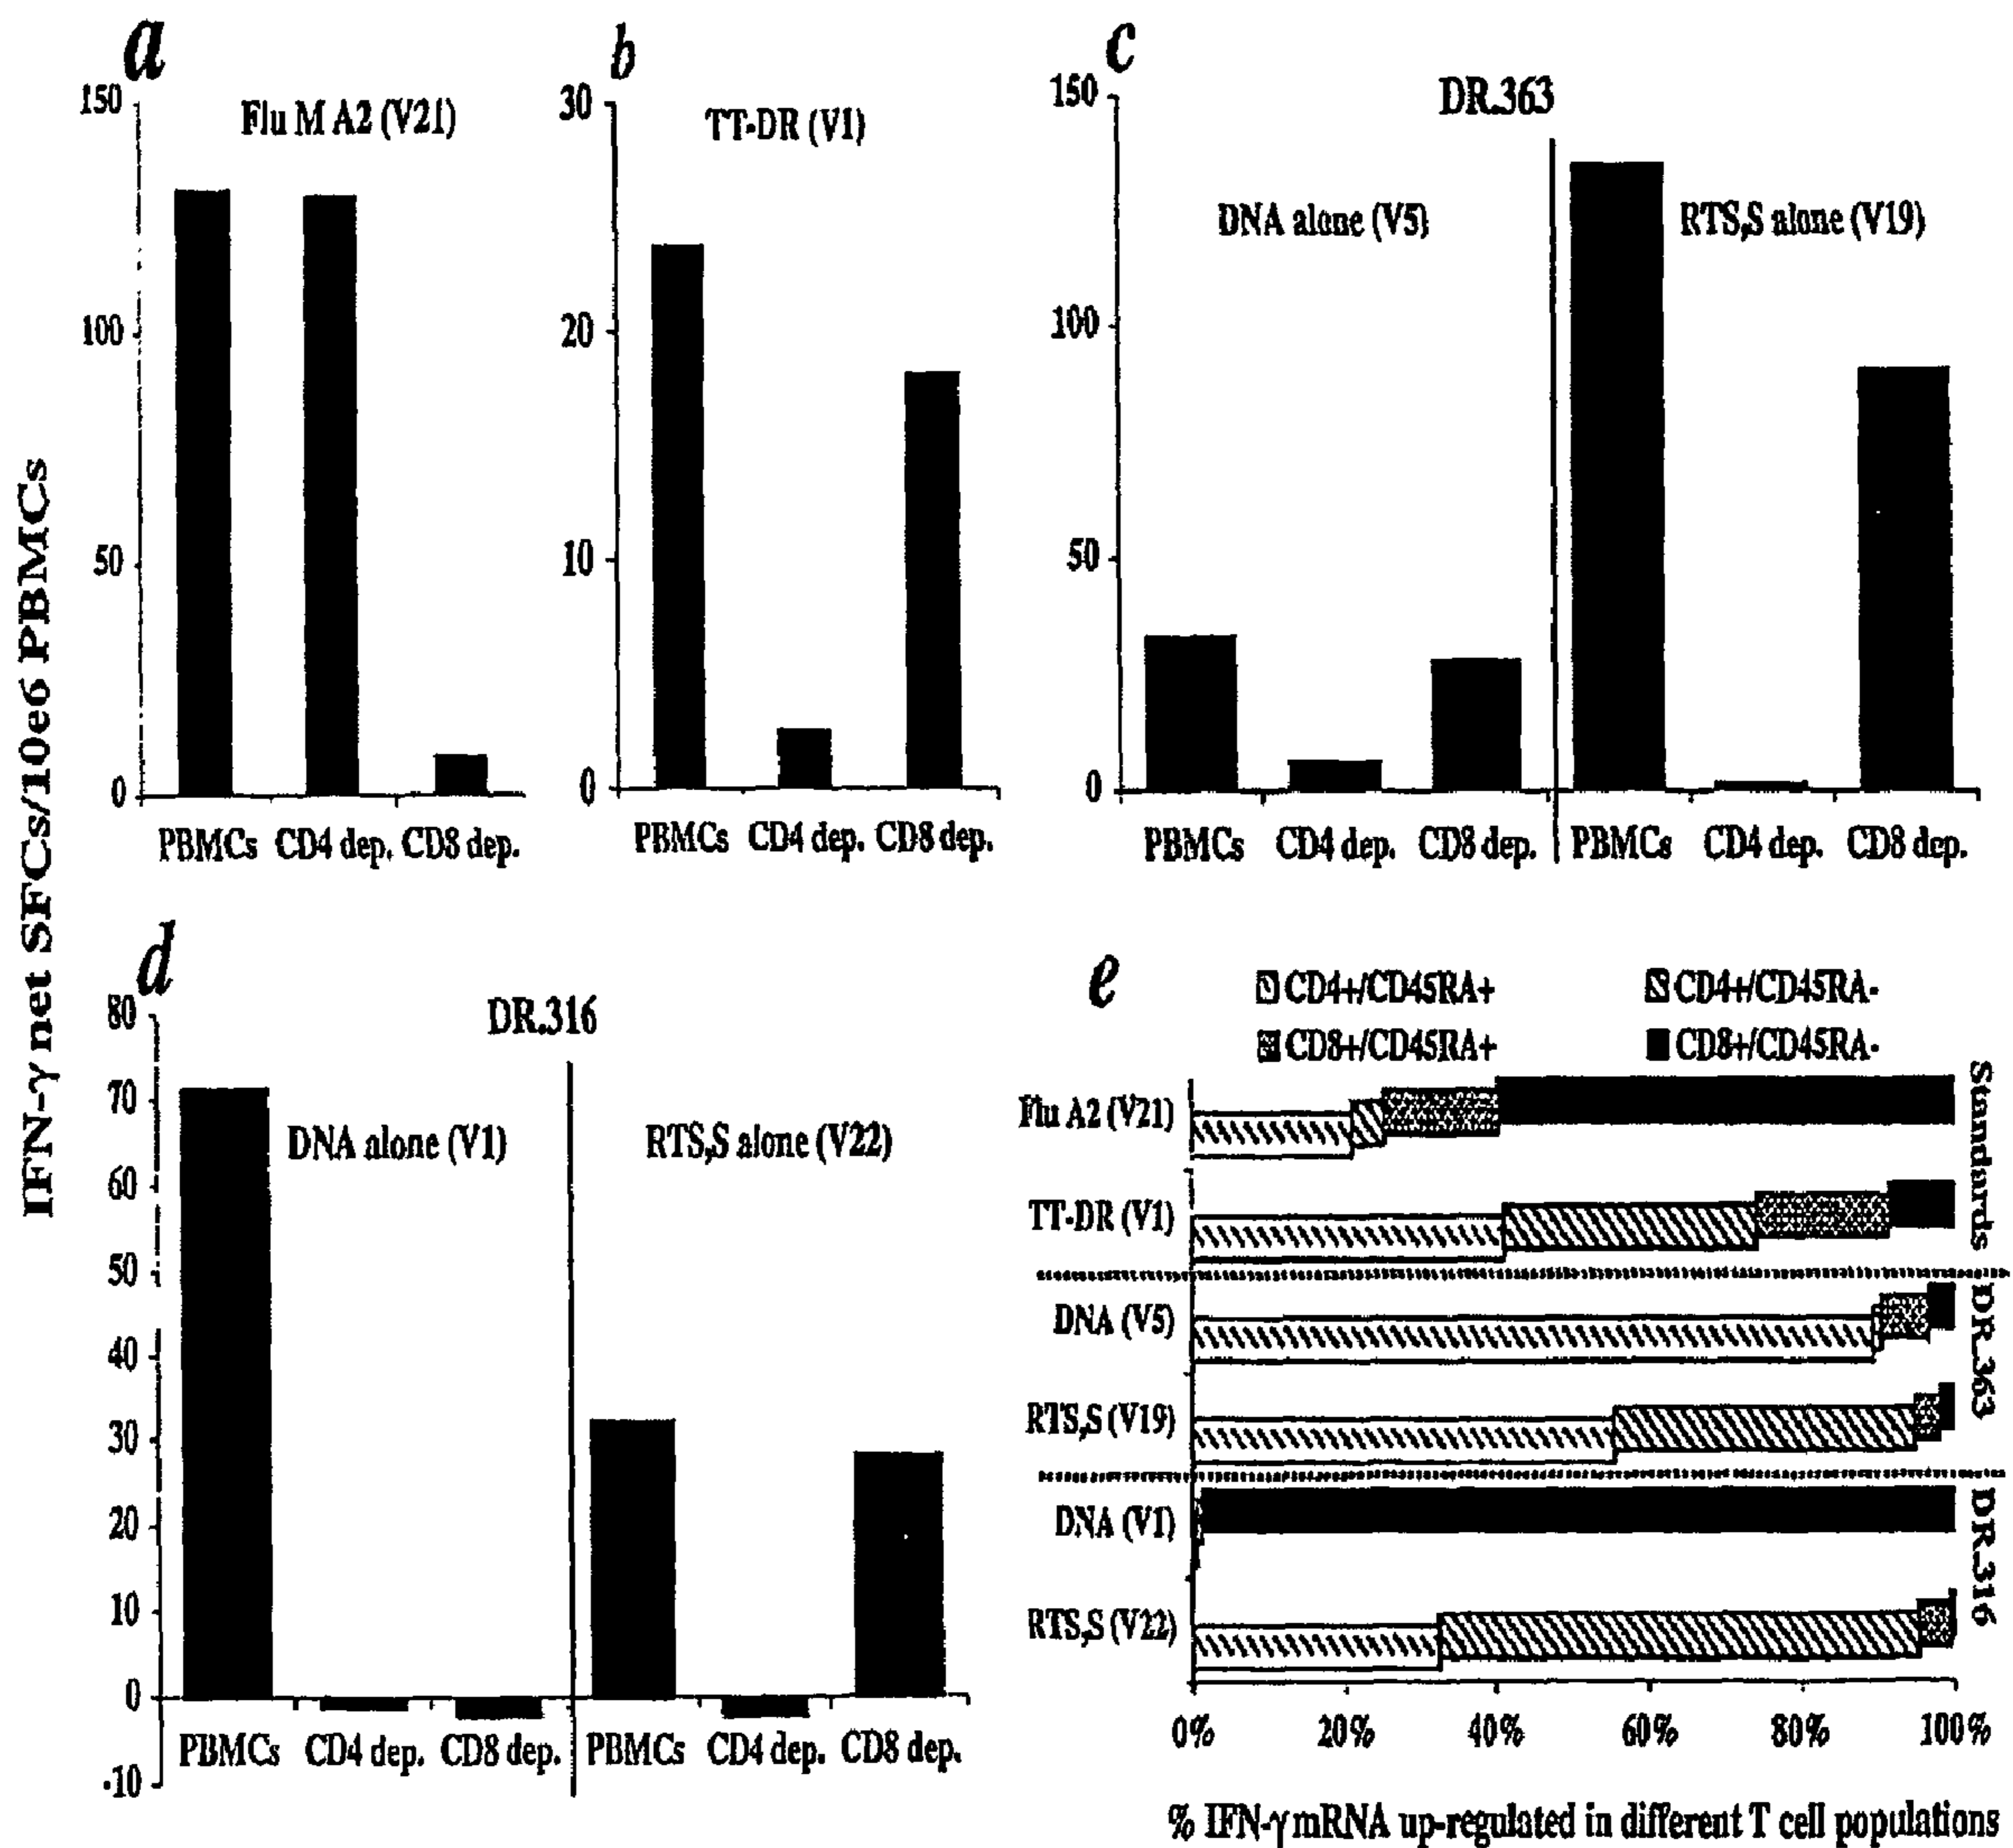 IFN-γ net SFCs/10e6 PBMCs
a
Flu M A2 (V21)
150
100
50
0
PBMCs CD4 dep. CD8 dep.
b
TT-DR (V1)
30
20
10
0
PBMCs CD4 dep. CD8 dep.
c
DR.363
DNA alone (V5)
RTS,S alone (V19)
150
100
50
0
PBMCs CD4 dep. CD8 dep. PBMCs CD4 dep. CD8 dep.
d
DR.316
DNA alone (V1)
RTS,S alone (V22)
80
70
60
50
40
30
20
10
0
-10
PBMCs CD4 dep. CD8 dep. PBMCs CD4 dep. CD8 dep.
e
CD4+/CD45RA+ CD4+/CD45RA-
CD8+/CD45RA+ CD8+/CD45RA-
Flu A2 (V21)
TT-DR (V1)
DNA (V5)
RTS,S (V19)
DNA (V1)
RTS,S (V22)
Standards
DR_363
DR_316
0% 20% 40% 60% 80% 100%
% IFN-γ mRNA up-regulated in different T cell populations